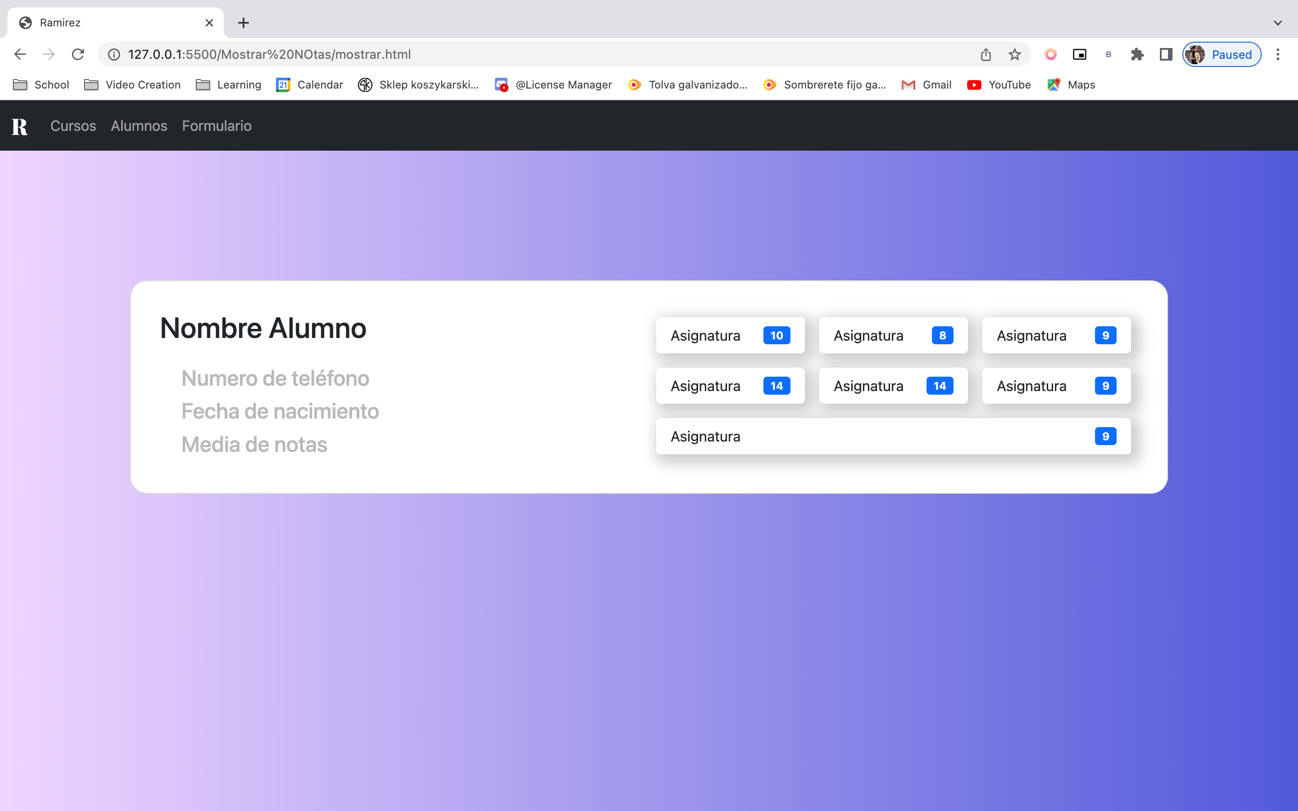 Ramirez
127.0.0.1:5500/Mostrar%20NOtas/mostrar.html
Paused
School Video Creation Learning Calendar Sklep koszykarski... @License Manager Tolva galvanizado... Sombrerete fijo ga... Gmail YouTube Maps
R Cursos Alumnos Formulario
Nombre Alumno
Numero de teléfono
Fecha de nacimiento
Media de notas
Asignatura 10 Asignatura 8 Asignatura 9
Asignatura 14 Asignatura 14 Asignatura 9
Asignatura 9